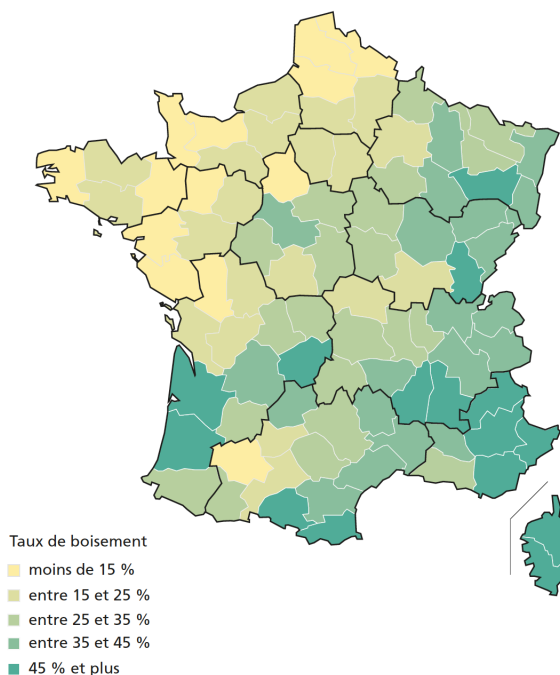 Taux de boisement
moins de 15 %
entre 15 et 25 %
entre 25 et 35 %
entre 35 et 45 %
45 % et plus